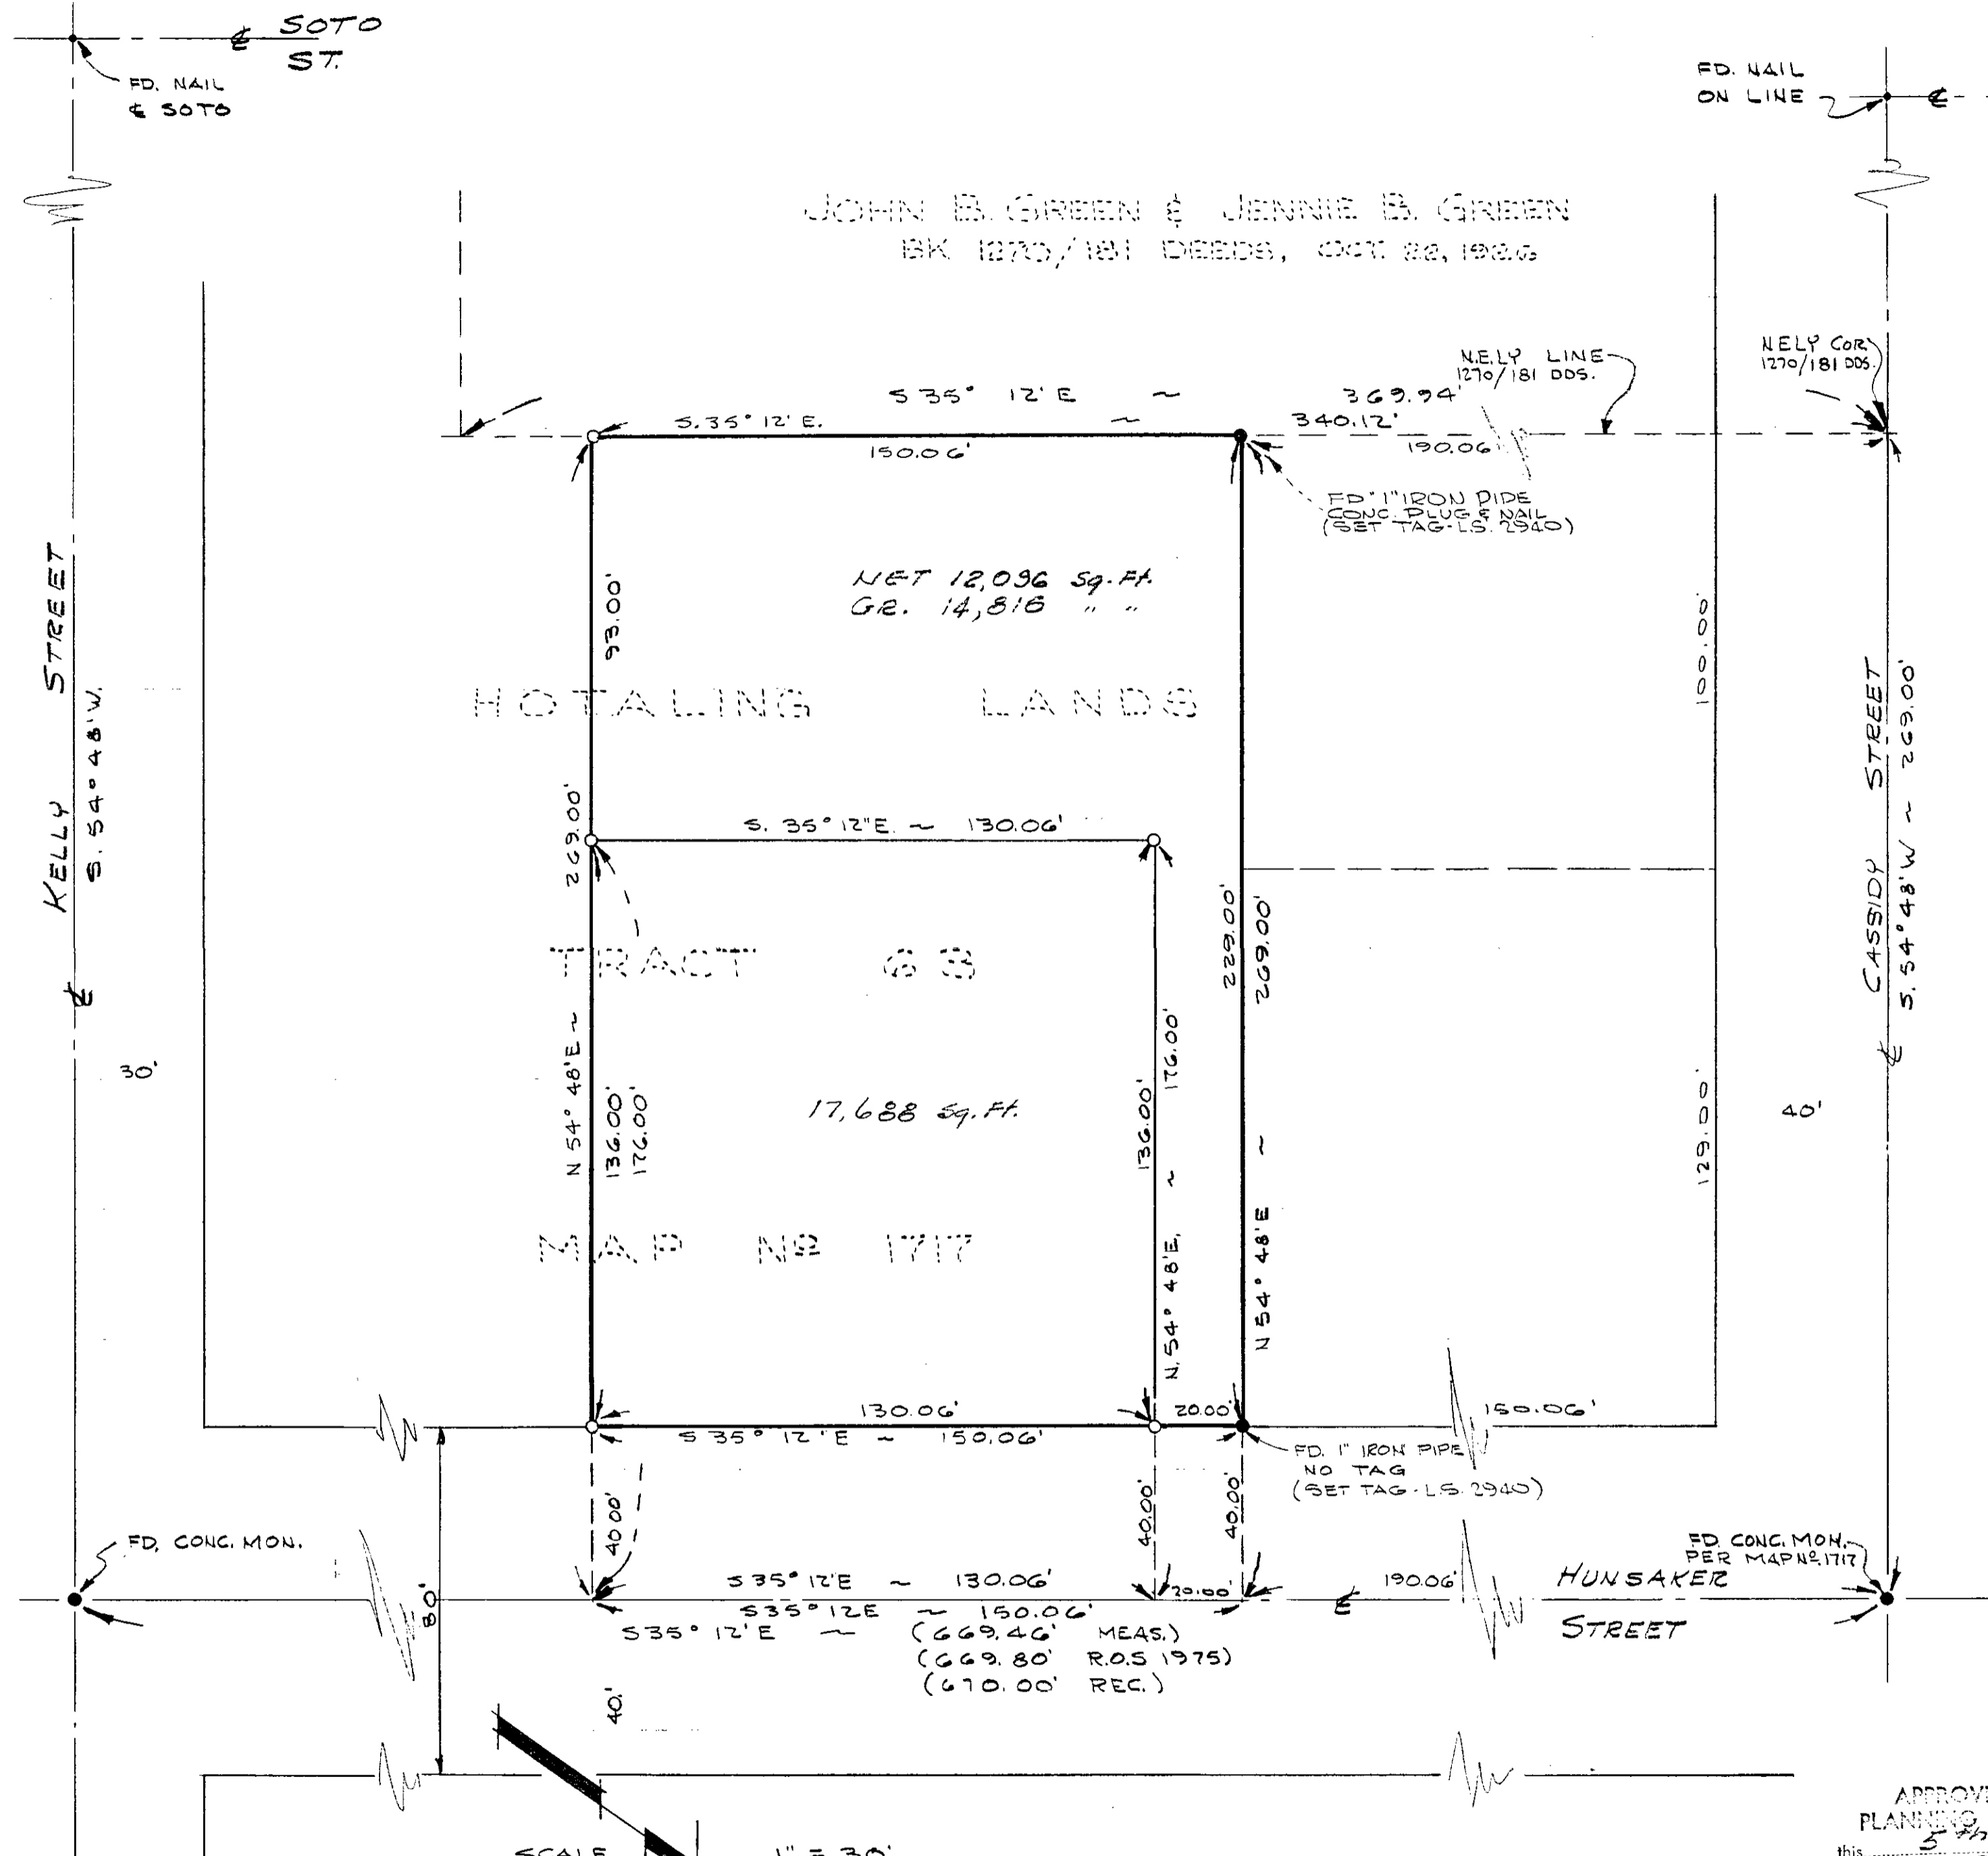 ℄ SOTO
ST.
FD. NAIL
℄ SOTO
FD. NAIL
ON LINE
℄
JOHN B. GREEN & JENNIE B. GREEN
BK 1270/181 DEEDS, OCT. 22, 1926
N.E.LY LINE
1270/181 DDS.
NELY COR.
1270/181 DDS.
S 35° 12' E ~ 369.94'
S. 35° 12' E. ~ 340.12'
150.06'
190.06'
FD. 1" IRON PIPE
CONC. PLUG & NAIL
(SET TAG-L.S. 2940)
NET 12,096 Sq. Ft.
GR. 14,816 " "
93.00'
100.00'
KELLY STREET
S. 54° 48' W.
℄
HOTALING LANDS
CASSIDY STREET
S. 54° 48' W ~ 269.00'
℄
S. 35° 12" E. ~ 130.06'
N 54° 48' E ~ 269.00'
TRACT 63
229.00'
N 54° 48' E ~ 269.00'
136.00'
176.00'
17,688 Sq. Ft.
136.00'
N. 54° 48' E. ~ 176.00'
129.00'
30'
40'
MAP Nº 1717
130.06'
20.00'
150.06'
S 35° 12' E ~ 150.06'
FD. 1" IRON PIPE
NO TAG
(SET TAG-L.S. 2940)
40.00'
40.00'
40.00'
FD. CONC. MON.
FD. CONC. MON.
PER MAP Nº 1717
80'
S 35° 12' E ~ 130.06'
20.00'
℄
190.06'
HUNSAKER
STREET
S 35° 12 E ~ 150.06'
S 35° 12' E ~ (669.46' MEAS.)
(669.80' R.O.S 1975)
(670.00' REC.)
40.'
SCALE 1" = 30'
APPROVE
PLANNING
this 5th